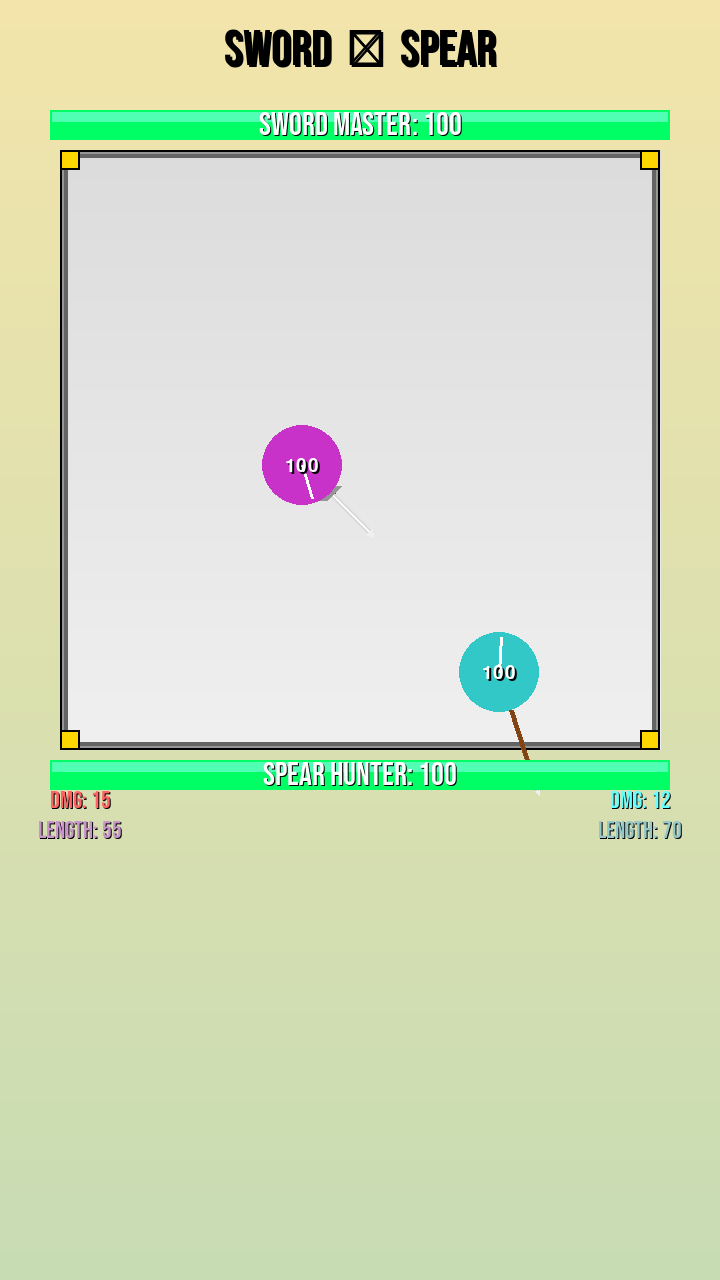 SWORD ☒ SPEAR
SWORD MASTER: 100
100
100
SPEAR HUNTER: 100
DMG: 15
DMG: 12
LENGTH: 55
LENGTH: 70